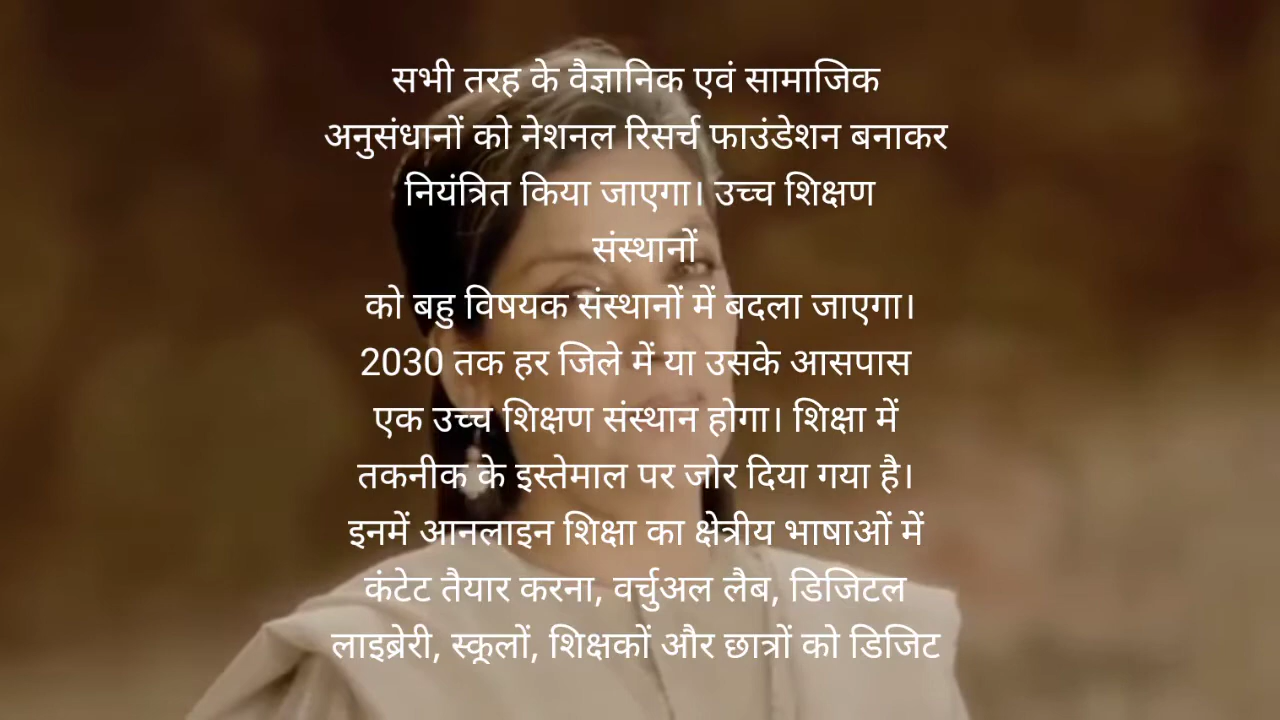 सभी तरह के वैज्ञानिक एवं सामाजिक
अनुसंधानों को नेशनल रिसर्च फाउंडेशन बनाकर
नियंत्रित किया जाएगा। उच्च शिक्षण
संस्थानों
को बहु विषयक संस्थानों में बदला जाएगा।
2030 तक हर जिले में या उसके आसपास
एक उच्च शिक्षण संस्थान होगा। शिक्षा में
तकनीक के इस्तेमाल पर जोर दिया गया है।
इनमें आनलाइन शिक्षा का क्षेत्रीय भाषाओं में
कंटेट तैयार करना, वर्चुअल लैब, डिजिटल
लाइब्रेरी, स्कूलों, शिक्षकों और छात्रों को डिजिट